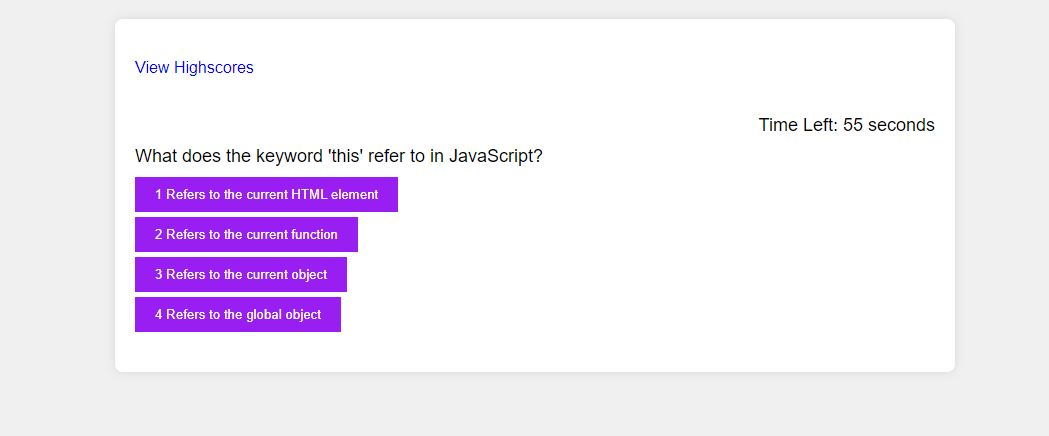 View Highscores
Time Left: 55 seconds
What does the keyword 'this' refer to in JavaScript?
1 Refers to the current HTML element
2 Refers to the current function
3 Refers to the current object
4 Refers to the global object